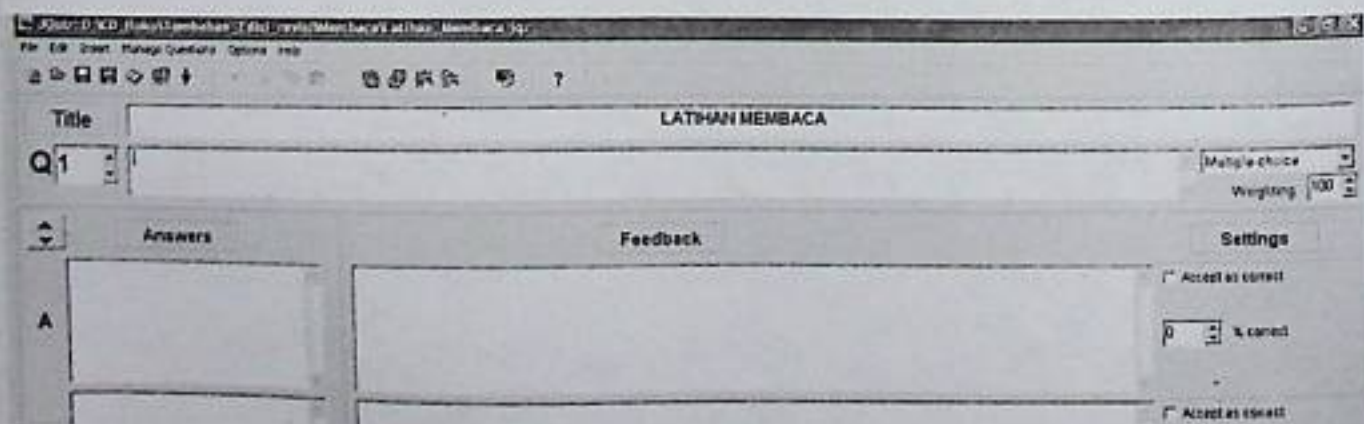 File Edit Insert Manage Questions Options Help
?
Title LATIHAN MEMBACA
Q 1 Multiple choice
Weighting 100
Answers Feedback Settings
Accept as correct
A 0 % correct
Accept as correct